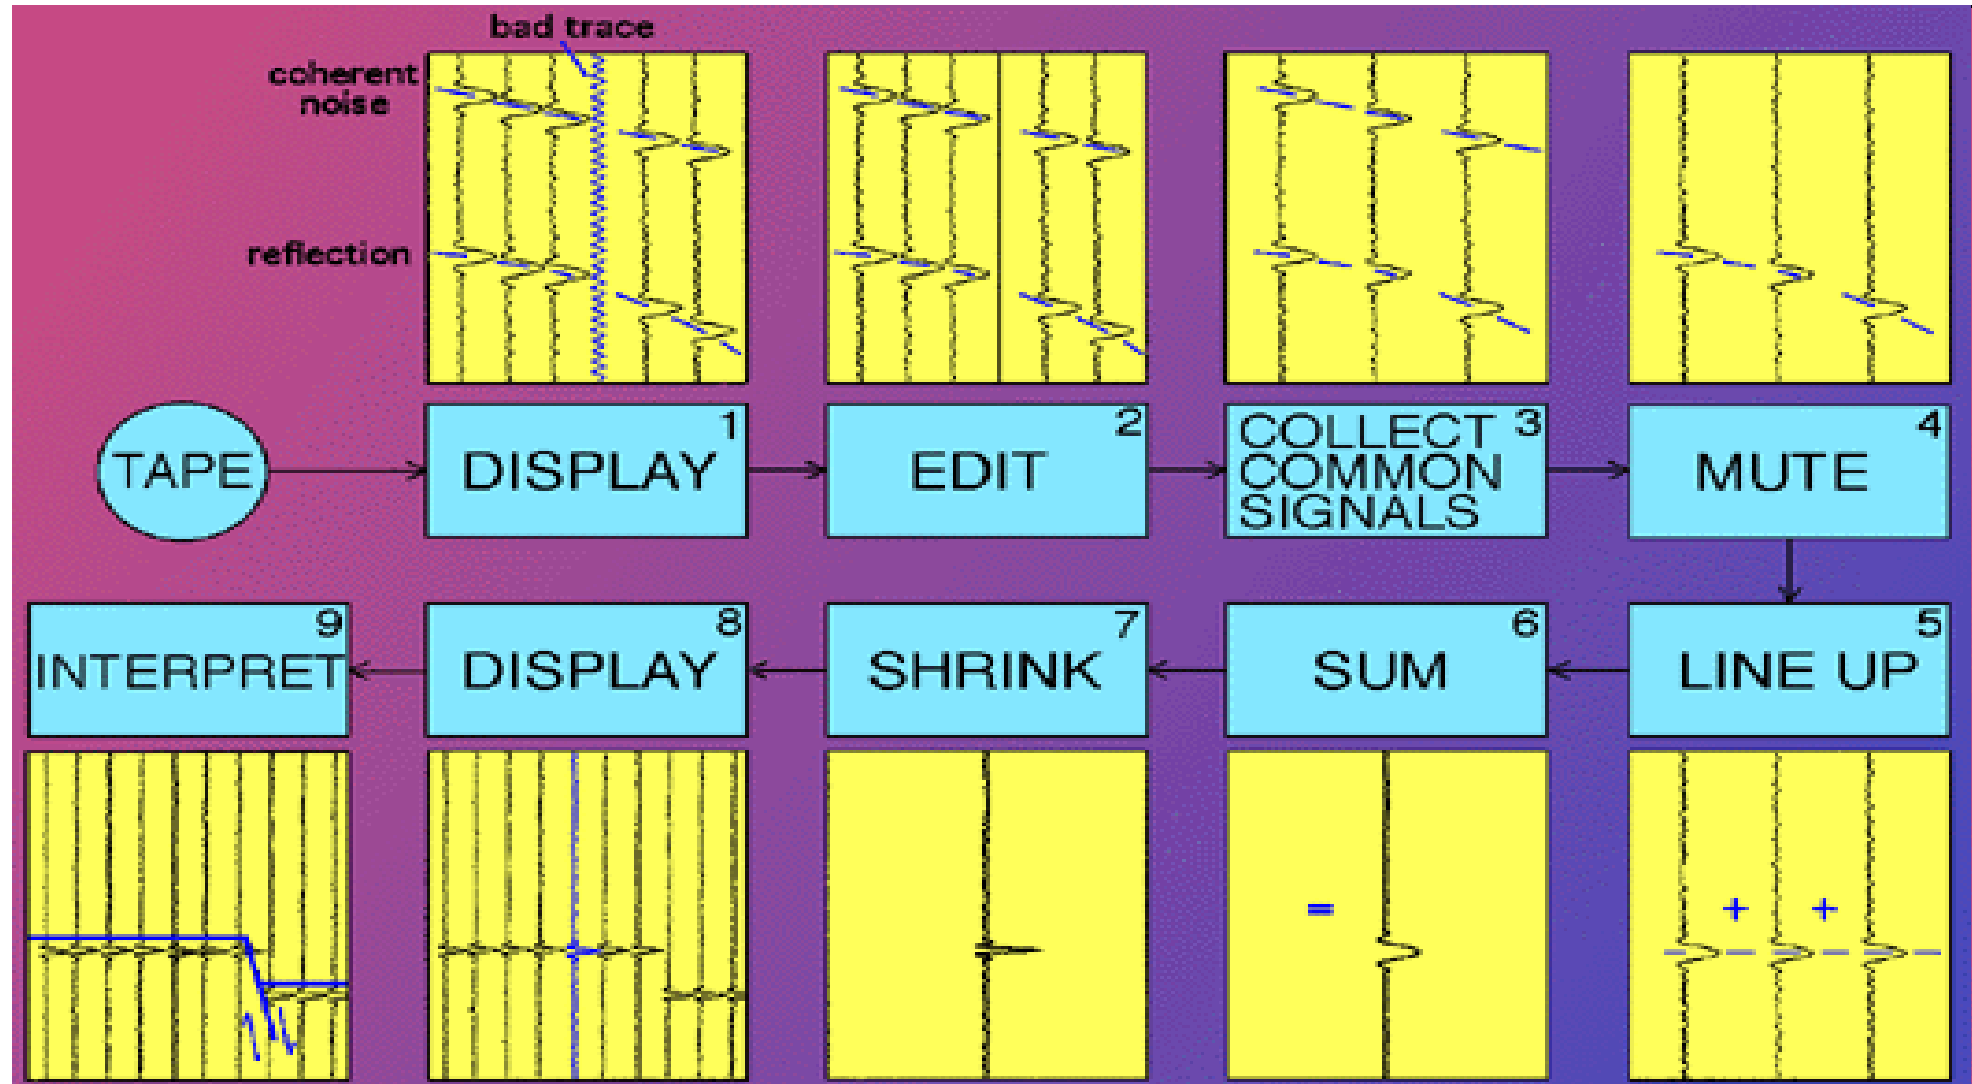 bad trace
coherent
noise
reflection
TAPE
1
DISPLAY
2
EDIT
3
COLLECT
COMMON
SIGNALS
4
MUTE
9
INTERPRET
8
DISPLAY
7
SHRINK
6
SUM
5
LINE UP
=
+ +